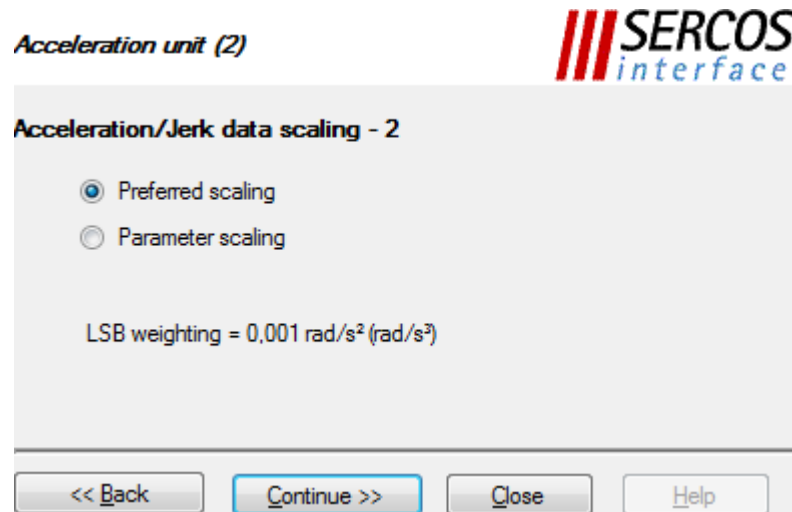 Acceleration unit (2)
SERCOS
interface
Acceleration/Jerk data scaling - 2
Preferred scaling
Parameter scaling
LSB weighting = 0,001 rad/s² (rad/s³)
<< Back
Continue >>
Close
Help